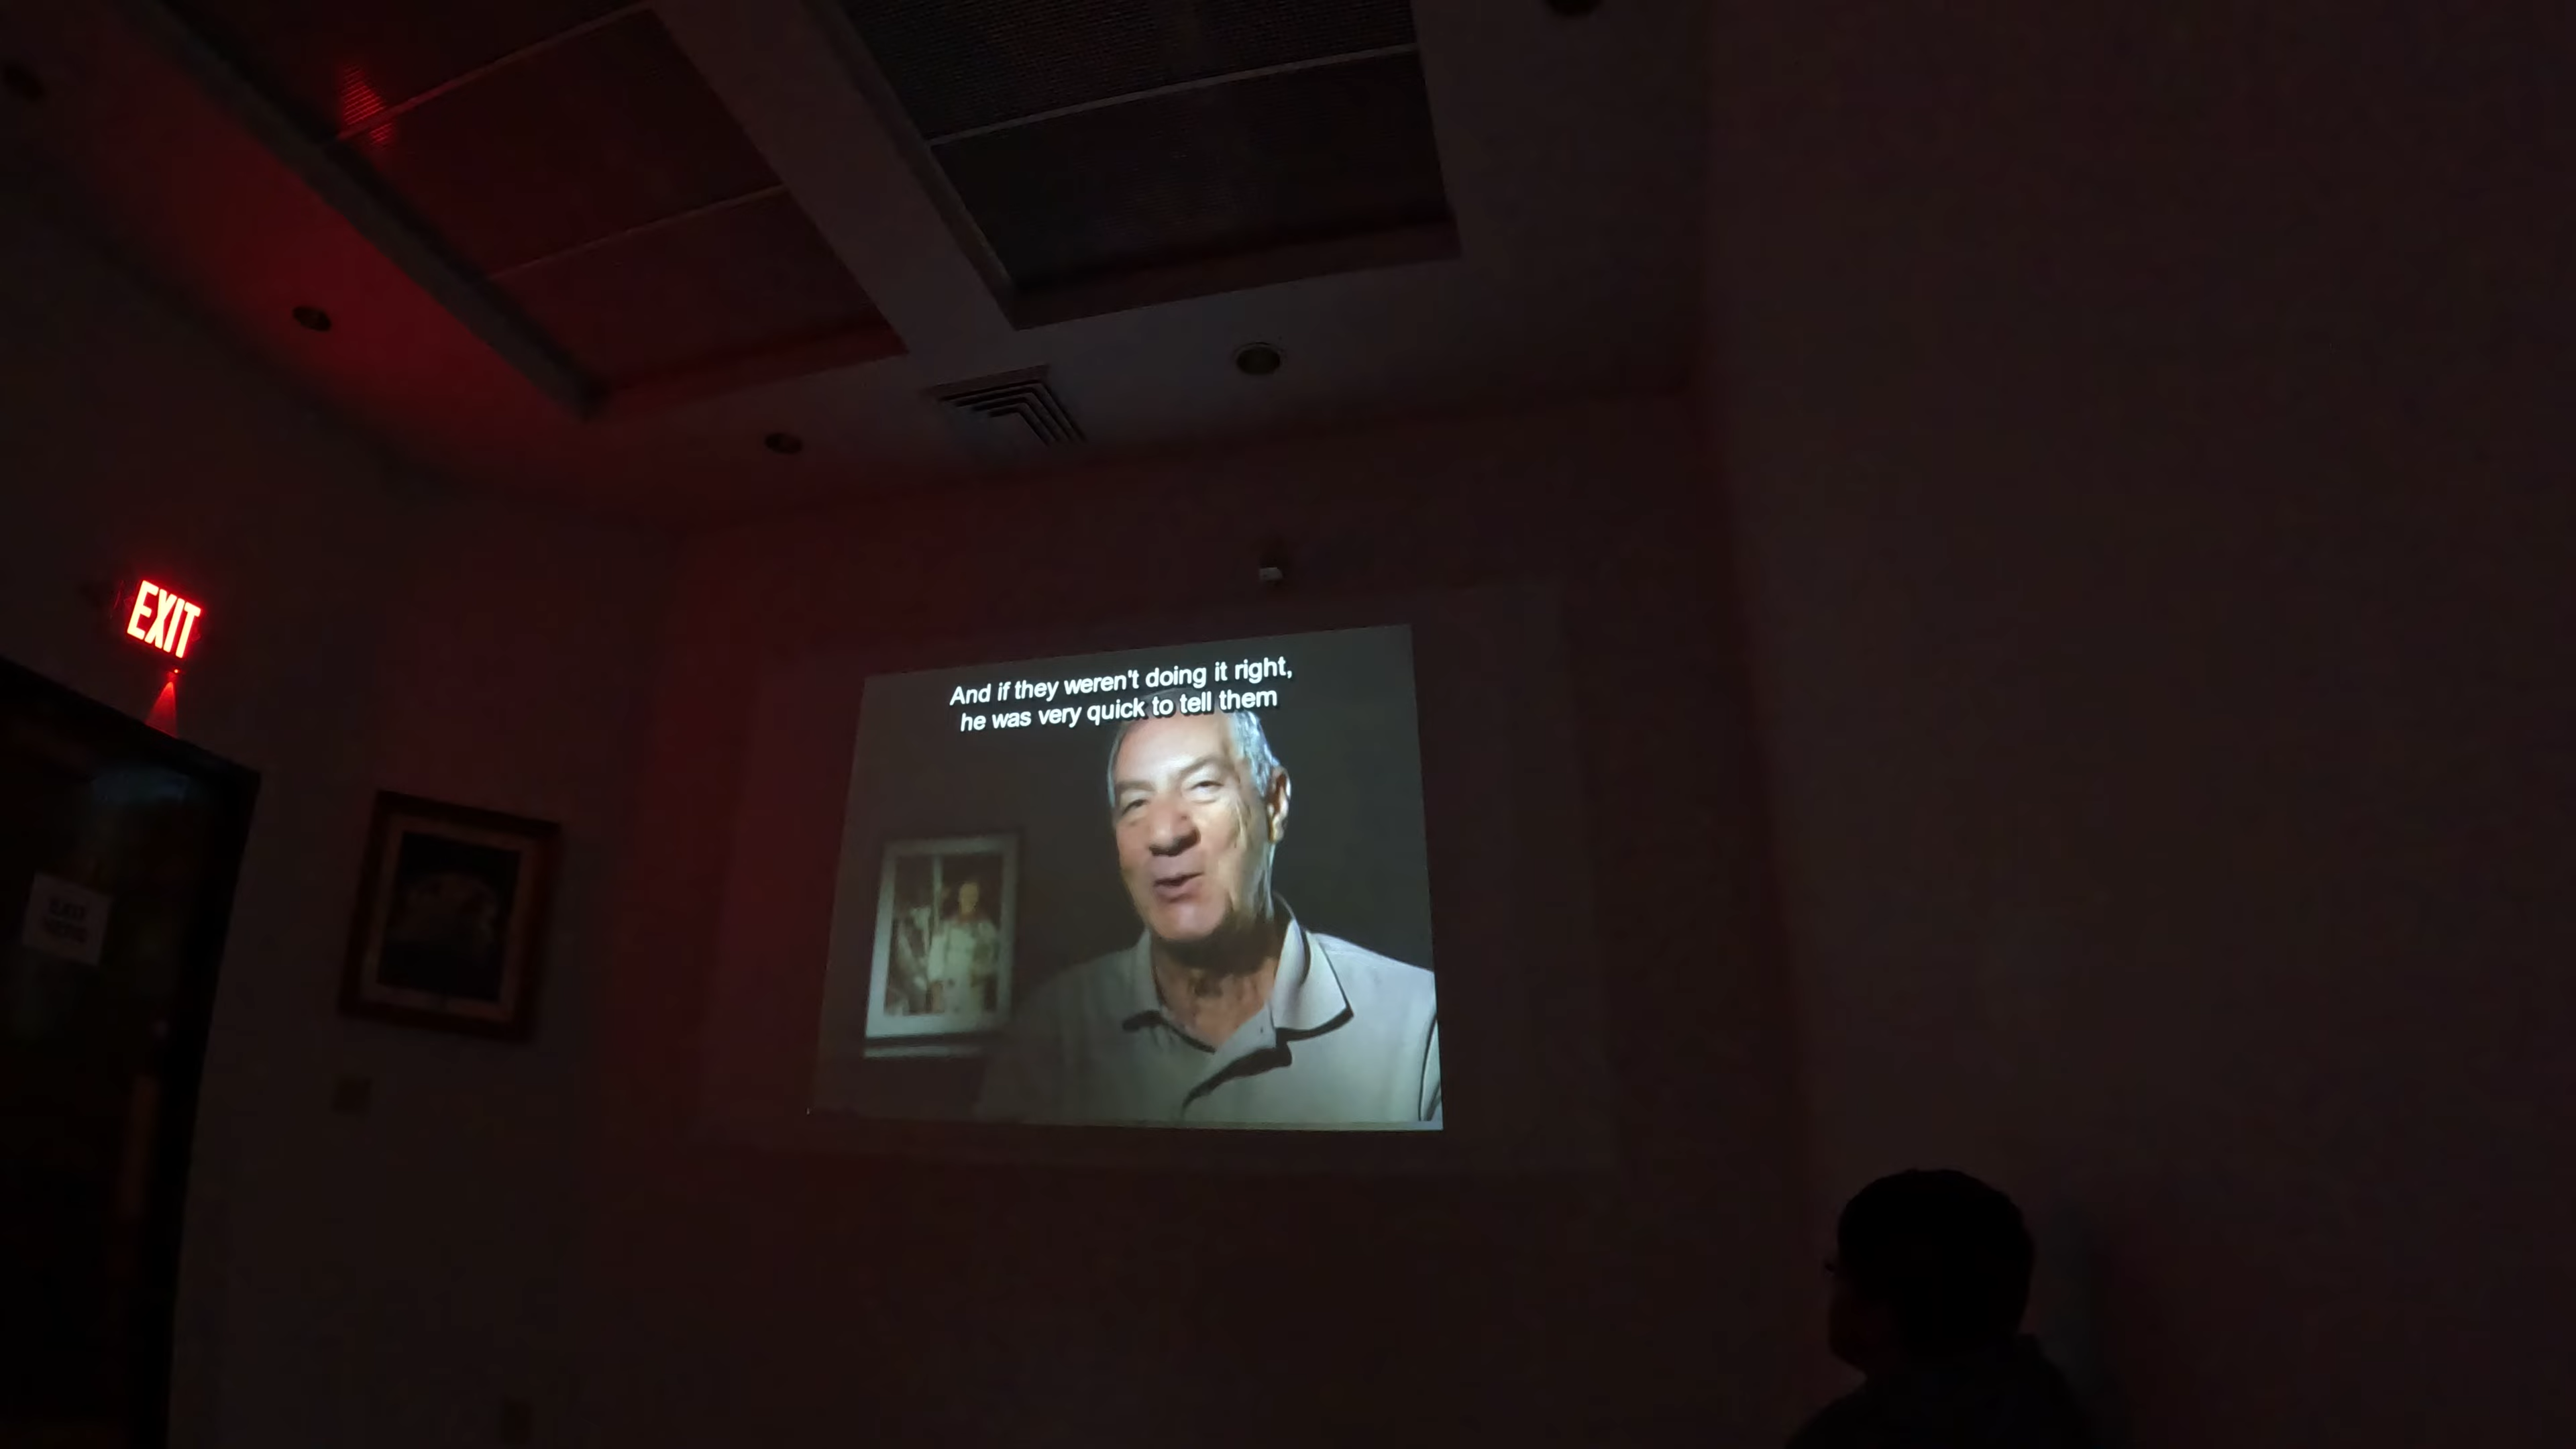 EXIT
And if they weren't doing it right,
he was very quick to tell them